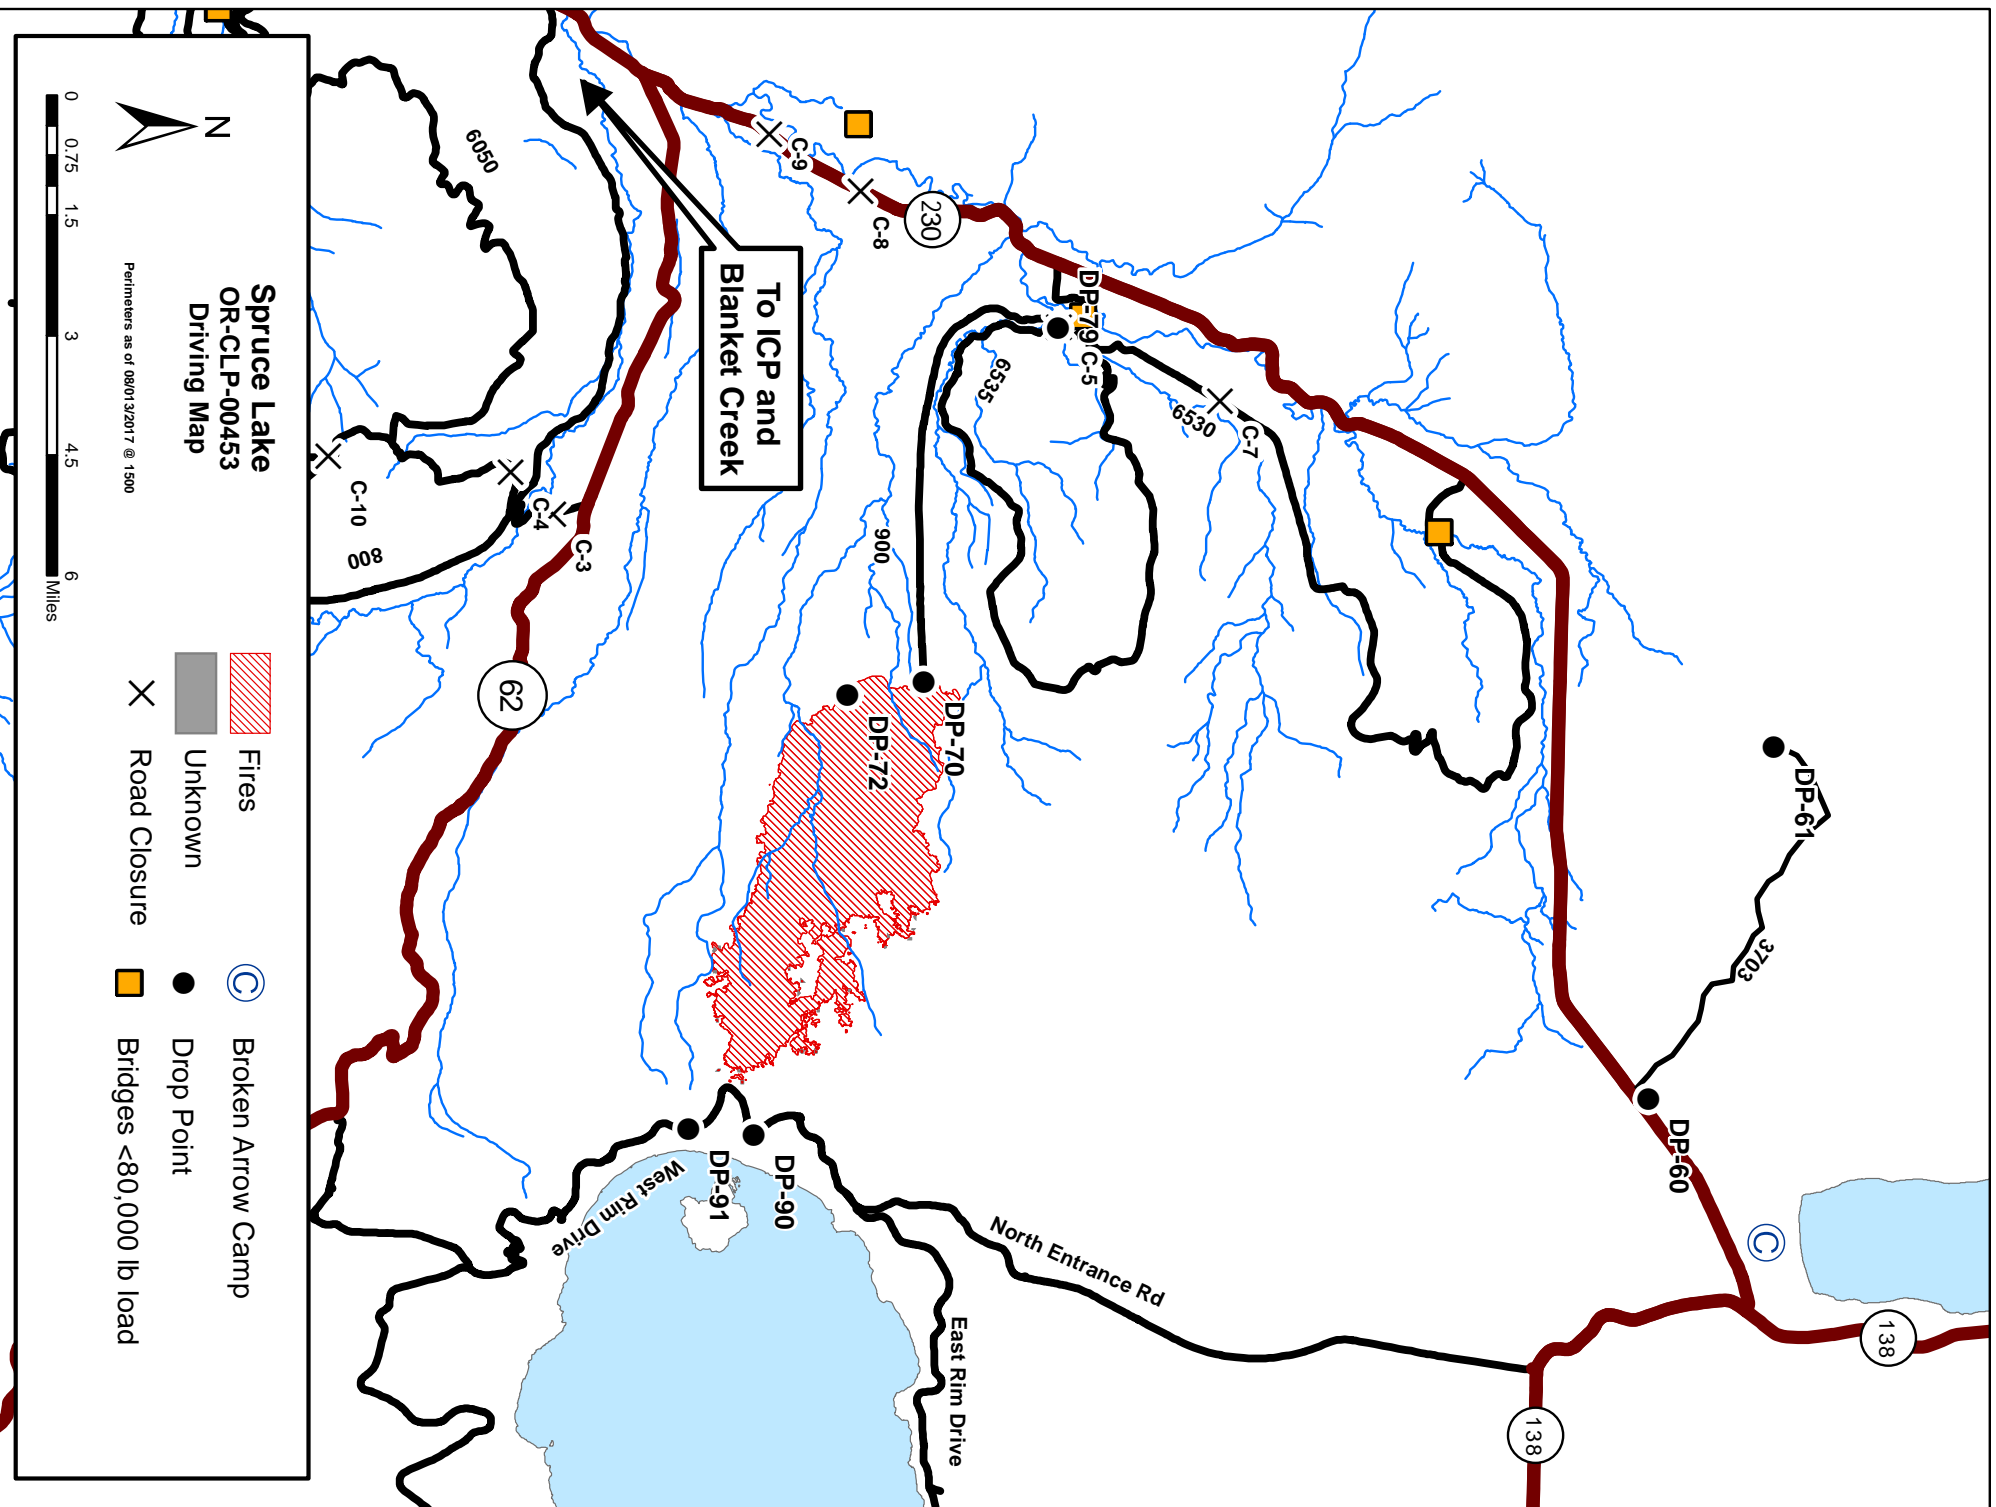 Spruce Lake
OR-CLP-00453
Driving Map
Perimeters as of 08/013/2017 @ 1500
N
0 0.75 1.5 3 4.5 6
Miles
Fires
Unknown
Road Closure
Broken Arrow Camp
Drop Point
Bridges <80,000 lb load
To ICP and
Blanket Creek
6050
C-9
C-8
230
DP-79
C-5
6535
6530
C-7
900
C-10
800
C-4
C-3
62
DP-70
DP-72
DP-61
3703
DP-60
C
C
138
138
DP-90
DP-91
West Rim Drive
North Entrance Rd
East Rim Drive